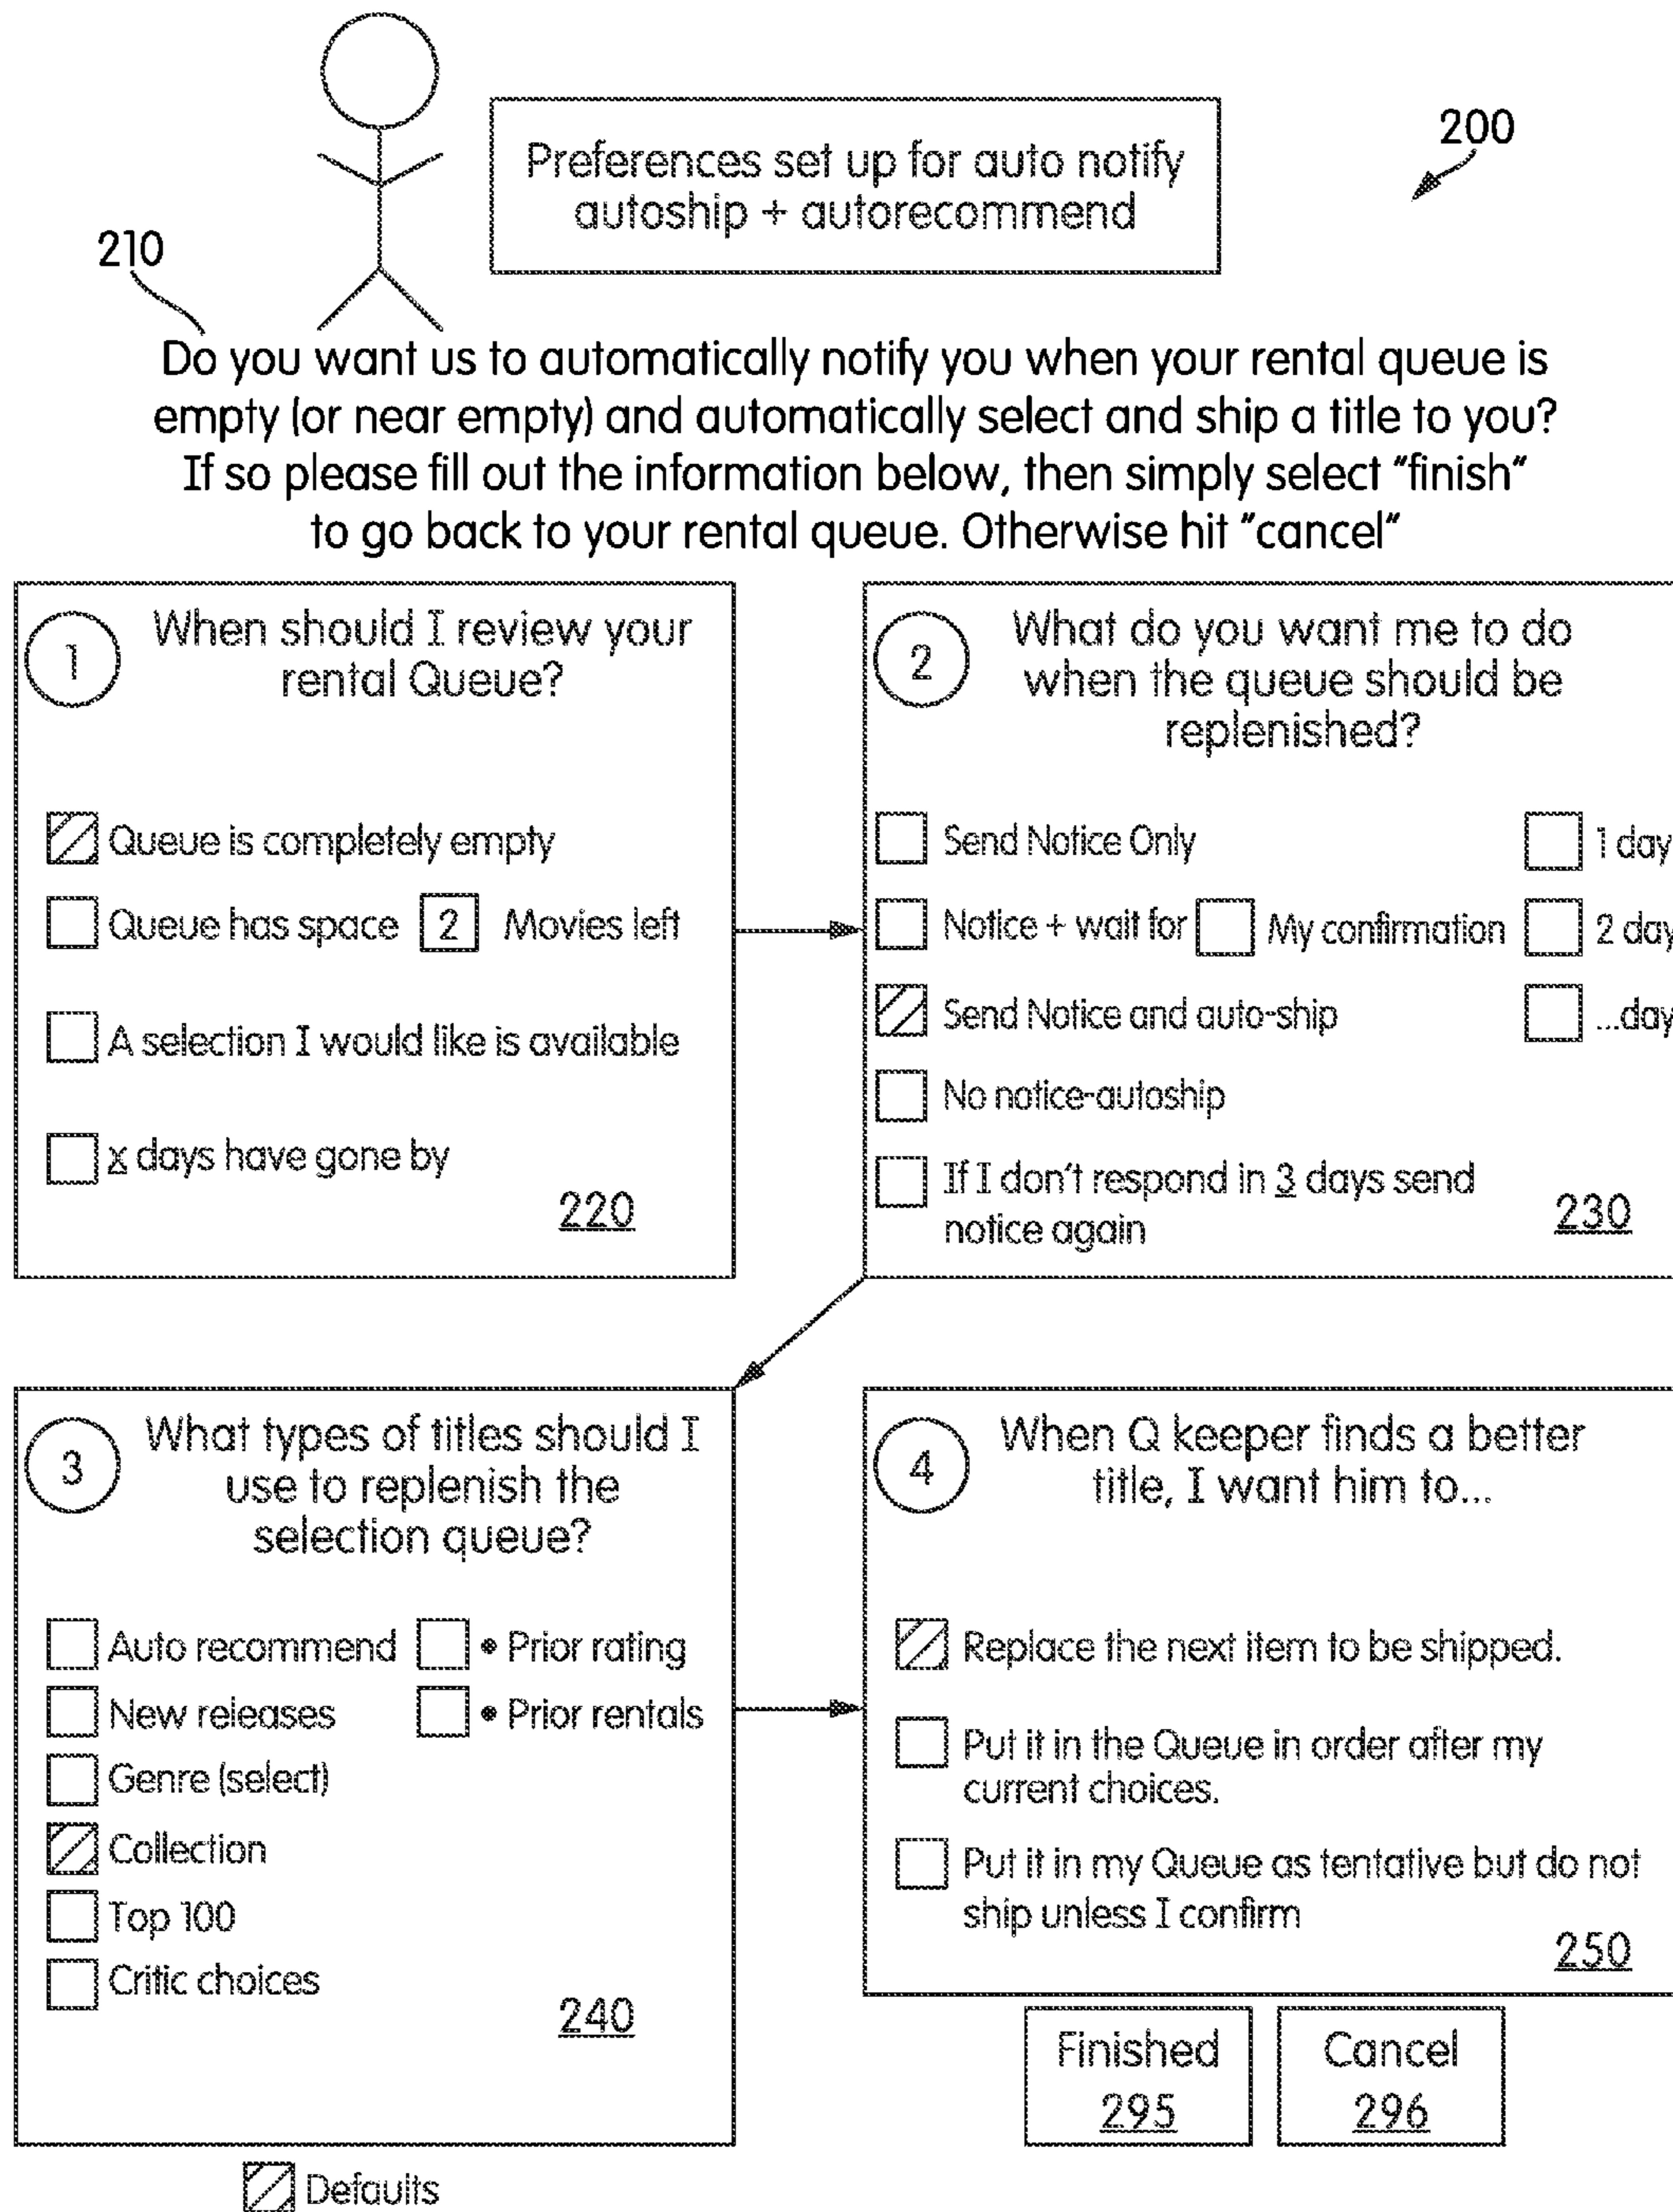 Preferences set up for auto notify
autoship + autorecommend
200
210
Do you want us to automatically notify you when your rental queue is
empty (or near empty) and automatically select and ship a title to you?
If so please fill out the information below, then simply select "finish"
to go back to your rental queue. Otherwise hit "cancel"
1
When should I review your
rental Queue?
Queue is completely empty
Queue has space 2 Movies left
A selection I would like is available
x days have gone by
220
2
What do you want me to do
when the queue should be
replenished?
Send Notice Only
1 day
Notice + wait for My confirmation
2 day
Send Notice and auto-ship
...day
No notice-autoship
If I don't respond in 3 days send
notice again
230
3
What types of titles should I
use to replenish the
selection queue?
Auto recommend • Prior rating
New releases • Prior rentals
Genre (select)
Collection
Top 100
Critic choices
240
4
When Q keeper finds a better
title, I want him to...
Replace the next item to be shipped.
Put it in the Queue in order after my
current choices.
Put it in my Queue as tentative but do not
ship unless I confirm
250
Finished
295
Cancel
296
Defaults